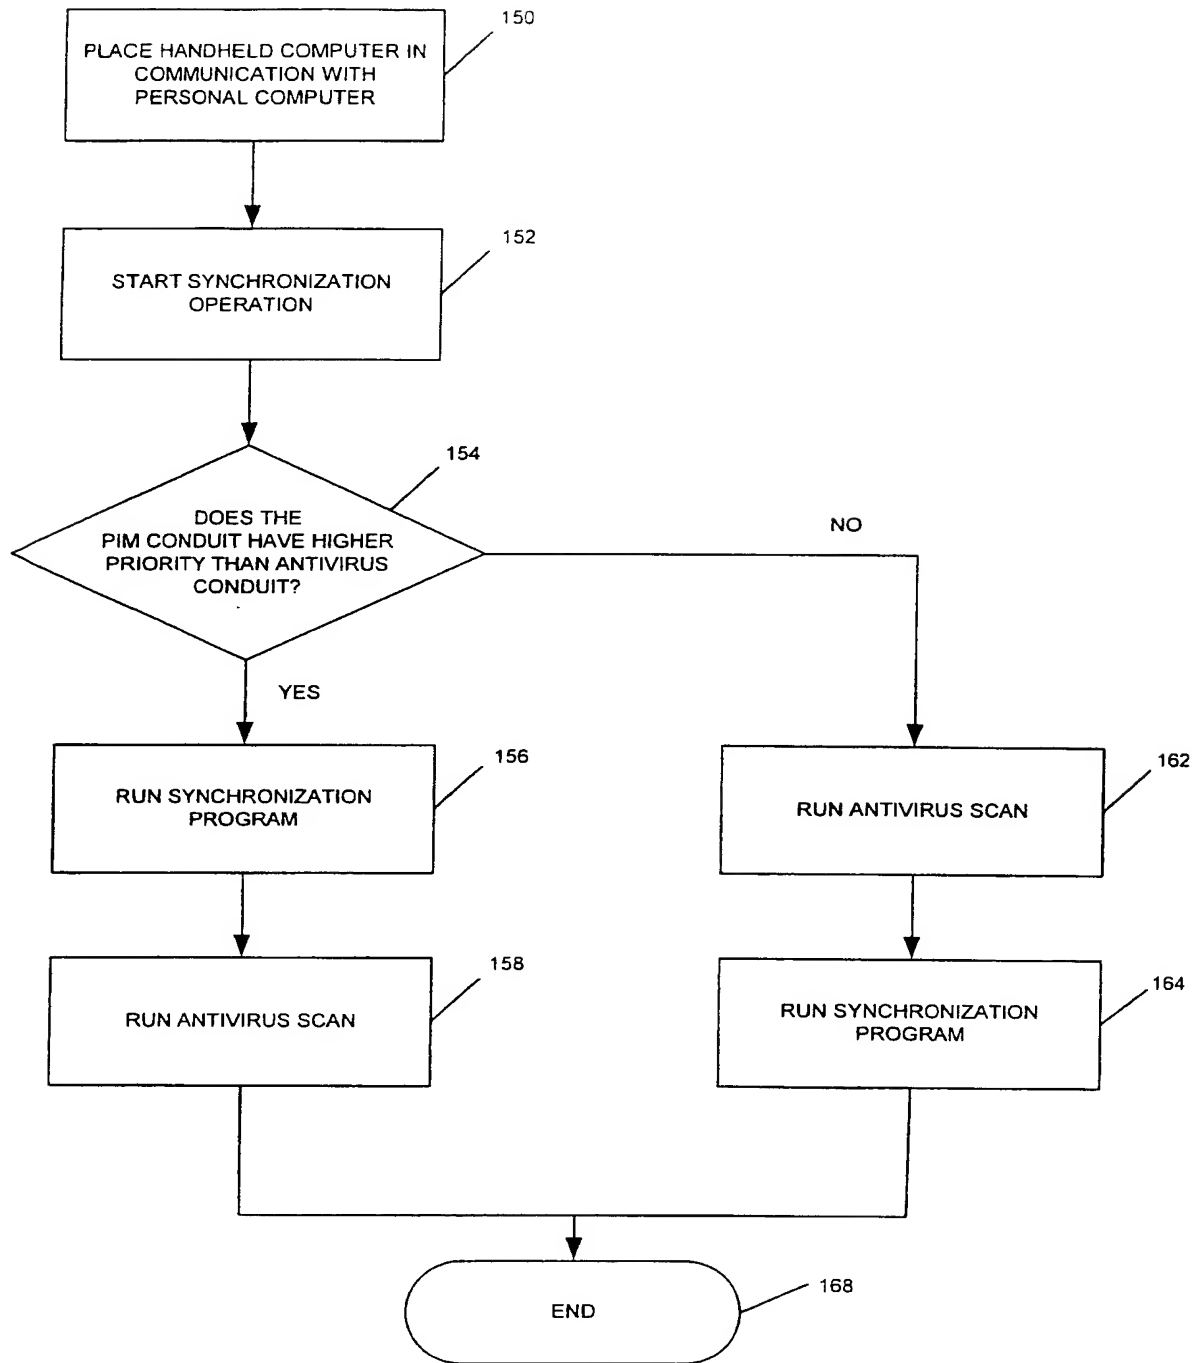 150
PLACE HANDHELD COMPUTER IN
COMMUNICATION WITH
PERSONAL COMPUTER
152
START SYNCHRONIZATION
OPERATION
154
DOES THE
PIM CONDUIT HAVE HIGHER
PRIORITY THAN ANTIVIRUS
CONDUIT?
NO
YES
156
RUN SYNCHRONIZATION
PROGRAM
162
RUN ANTIVIRUS SCAN
158
RUN ANTIVIRUS SCAN
164
RUN SYNCHRONIZATION
PROGRAM
168
END